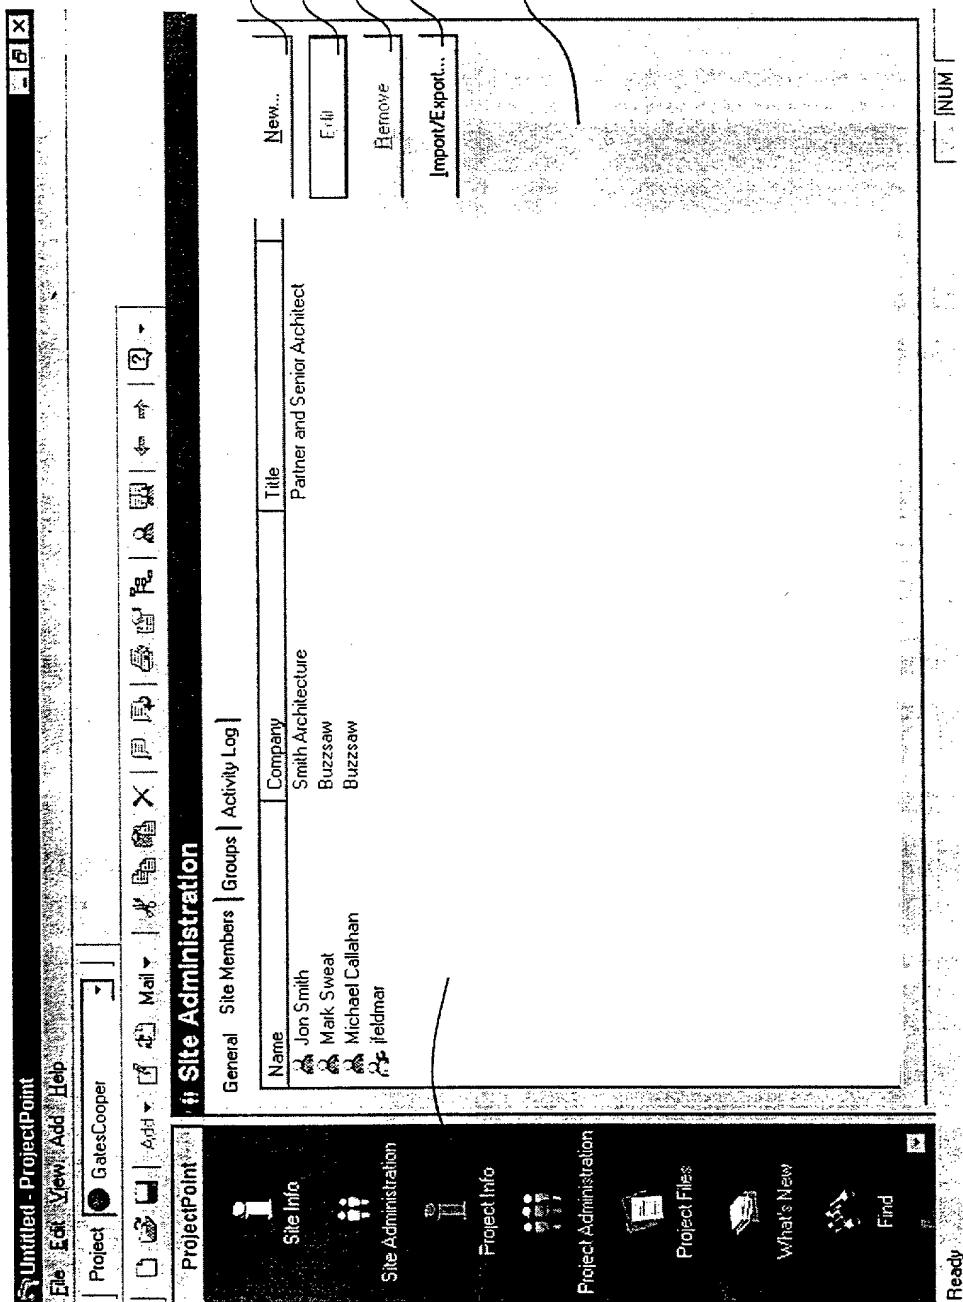 Untitled - ProjectPoint
File Edit View Add Help
Project GatesCooper
Add Mail
ProjectPoint
Site Administration
Site Info
Site Administration
Project Info
Project Administration
Project Files
What's New
Find
General Site Members Groups Activity Log
Name Company Title
Jon Smith Smith Architecture Partner and Senior Architect
Mark Sweat Buzzsaw
Michael Callahan Buzzsaw
jfeldmar
New...
Edit
Remove
Import/Export...
Ready NUM